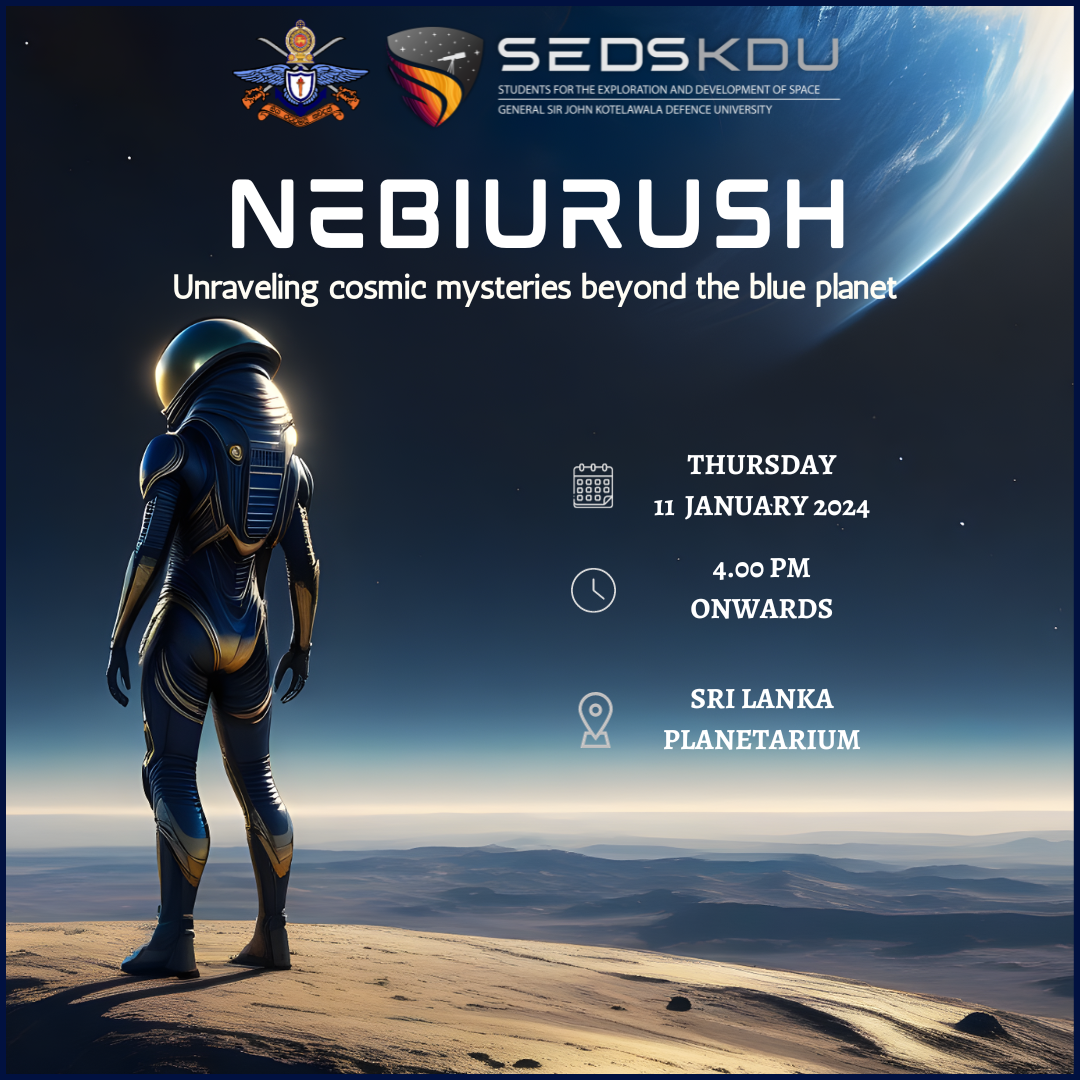 SEDSKDU
STUDENTS FOR THE EXPLORATION AND DEVELOPMENT OF SPACE
GENERAL SIR JOHN KOTELAWALA DEFENCE UNIVERSITY
NEBIURUSH
Unraveling cosmic mysteries beyond the blue planet
THURSDAY
11 JANUARY 2024
4.00 PM
ONWARDS
SRI LANKA
PLANETARIUM